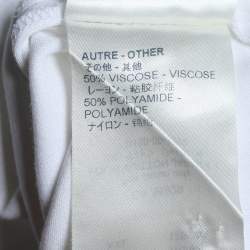 AUTRE - OTHER
その他 - 其他
50% VISCOSE - VISCOSE
レーヨン - 粘胶纤维
50% POLYAMIDE -
POLYAMIDE
ナイロン - 锦纶